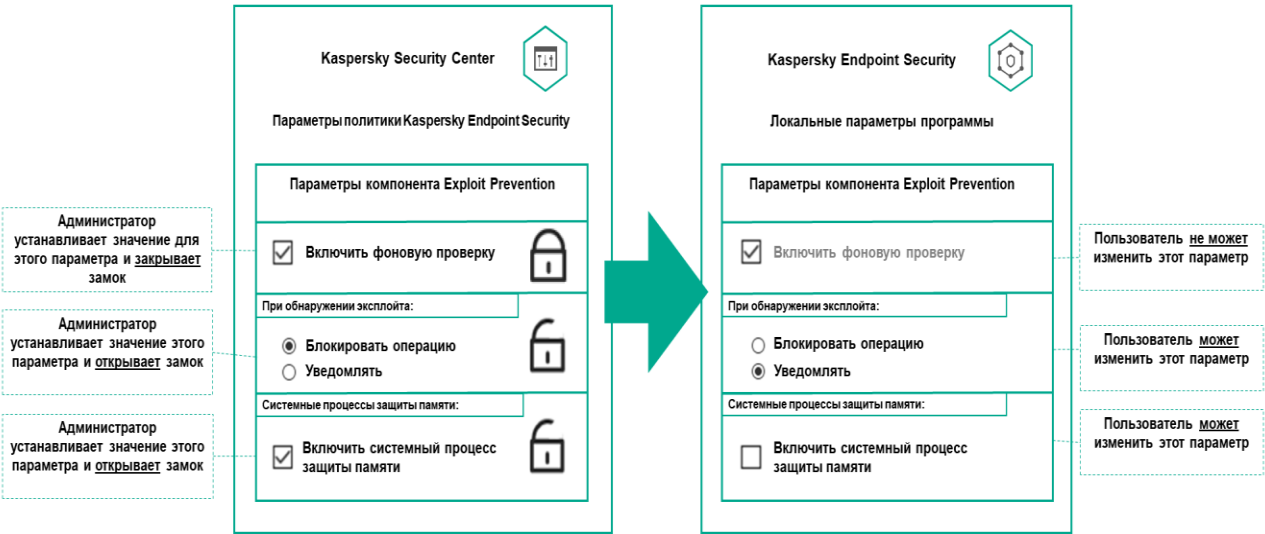 Kaspersky Security Center
Параметры политики Kaspersky Endpoint Security
Параметры компонента Exploit Prevention
Администратор
устанавливает значение для
этого параметра и закрывает
замок
Включить фоновую проверку
При обнаружении эксплойта:
Администратор
устанавливает значение этого
параметра и открывает замок
Блокировать операцию
Уведомлять
Системные процессы защиты памяти:
Администратор
устанавливает значение этого
параметра и открывает замок
Включить системный процесс
защиты памяти
Kaspersky Endpoint Security
Локальные параметры программы
Параметры компонента Exploit Prevention
Включить фоновую проверку
Пользователь не может
изменить этот параметр
При обнаружении эксплойта:
Блокировать операцию
Уведомлять
Пользователь может
изменить этот параметр
Системные процессы защиты памяти:
Включить системный процесс
защиты памяти
Пользователь может
изменить этот параметр